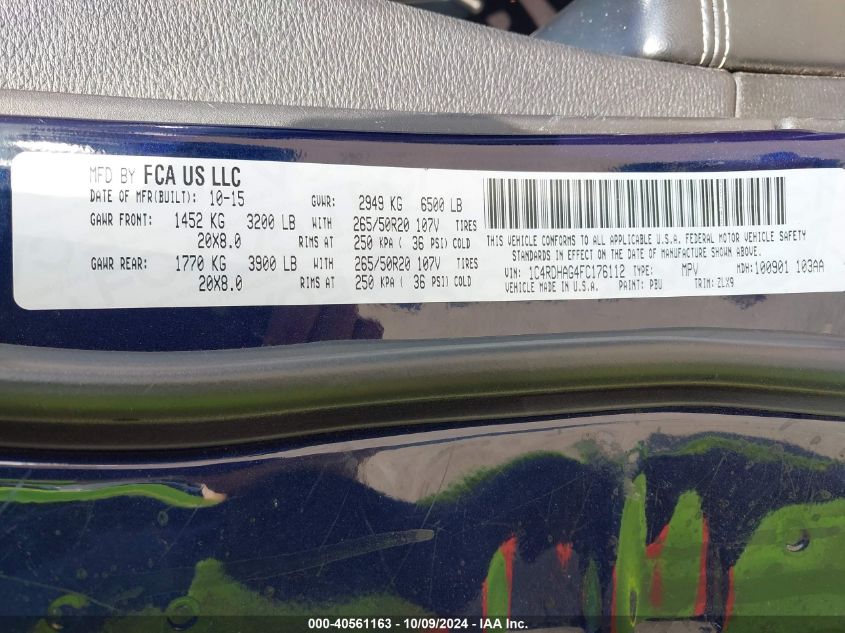 MFD BY FCA US LLC
DATE OF MFR(BUILT): 10-15 GVWR: 2949 KG 6500 LB
GAWR FRONT: 1452 KG 3200 LB WITH 265/50R20 107V TIRES
20X8.0 RIMS AT 250 KPA ( 36 PSI) COLD
GAWR REAR: 1770 KG 3900 LB WITH 265/50R20 107V TIRES
20X8.0 RIMS AT 250 KPA ( 36 PSI) COLD
THIS VEHICLE CONFORMS TO ALL APPLICABLE U.S.A. FEDERAL MOTOR VEHICLE SAFETY
STANDARDS IN EFFECT ON THE DATE OF MANUFACTURE SHOWN ABOVE.
VIN: 1C4RDHAG4FC176112 TYPE: MPV MDH: 100901 103AA
VEHICLE MADE IN U.S.A. PAINT: PBU TRIM: ZLX9
000-40561163 - 10/09/2024 - IAA Inc.